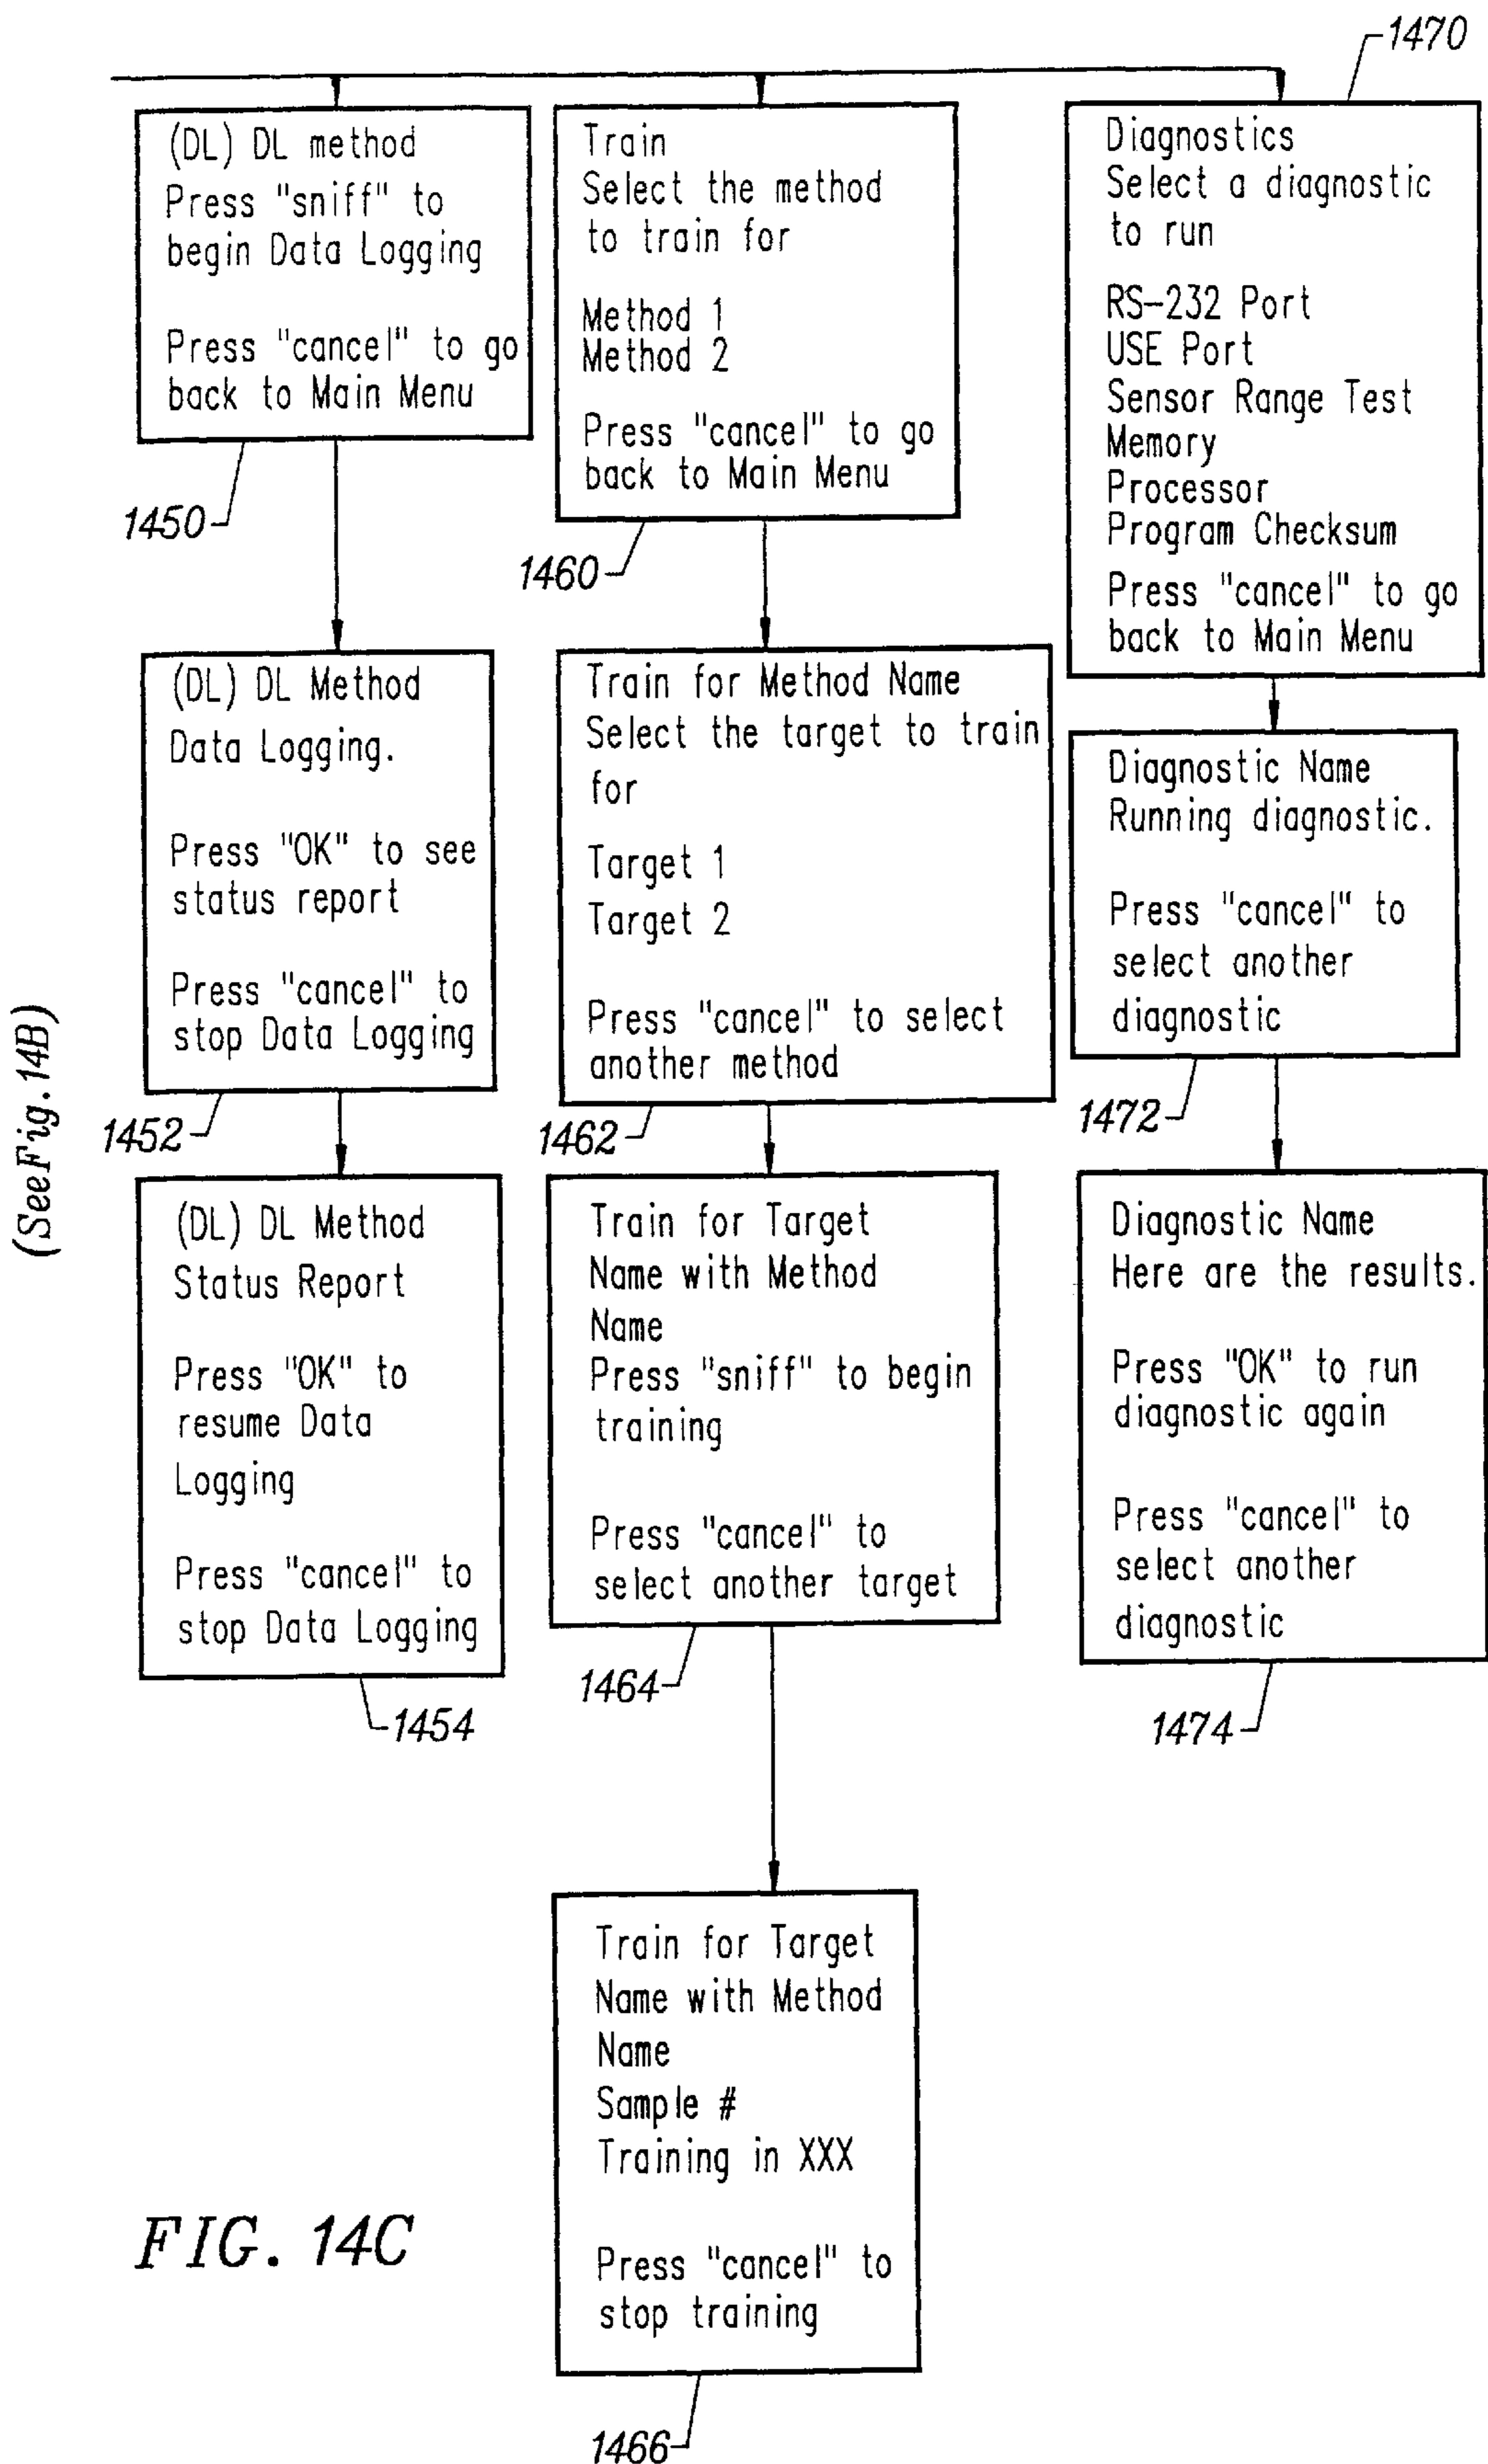 1470
(DL) DL method
Press "sniff" to
begin Data Logging
Press "cancel" to go
back to Main Menu
1450
Train
Select the method
to train for
Method 1
Method 2
Press "cancel" to go
back to Main Menu
1460
Diagnostics
Select a diagnostic
to run
RS-232 Port
USE Port
Sensor Range Test
Memory
Processor
Program Checksum
Press "cancel" to go
back to Main Menu
(DL) DL Method
Data Logging.
Press "OK" to see
status report
Press "cancel" to
stop Data Logging
1452
Train for Method Name
Select the target to train
for
Target 1
Target 2
Press "cancel" to select
another method
1462
Diagnostic Name
Running diagnostic.
Press "cancel" to
select another
diagnostic
1472
(See Fig. 14B)
(DL) DL Method
Status Report
Press "OK" to
resume Data
Logging
Press "cancel" to
stop Data Logging
1454
Train for Target
Name with Method
Name
Press "sniff" to begin
training
Press "cancel" to
select another target
1464
Diagnostic Name
Here are the results.
Press "OK" to run
diagnostic again
Press "cancel" to
select another
diagnostic
1474
Train for Target
Name with Method
Name
Sample #
Training in XXX
Press "cancel" to
stop training
1466
FIG. 14C